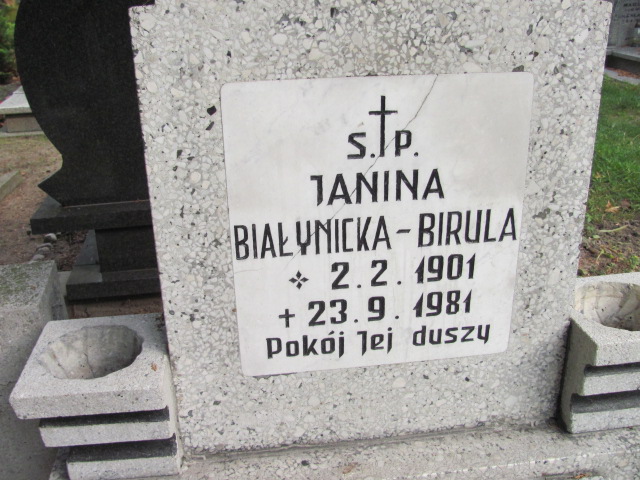 Ś.P.
JANINA
BIAŁYNICKA-BIRULA
2.2.1901
+ 23.9.1981
Pokój Jej duszy